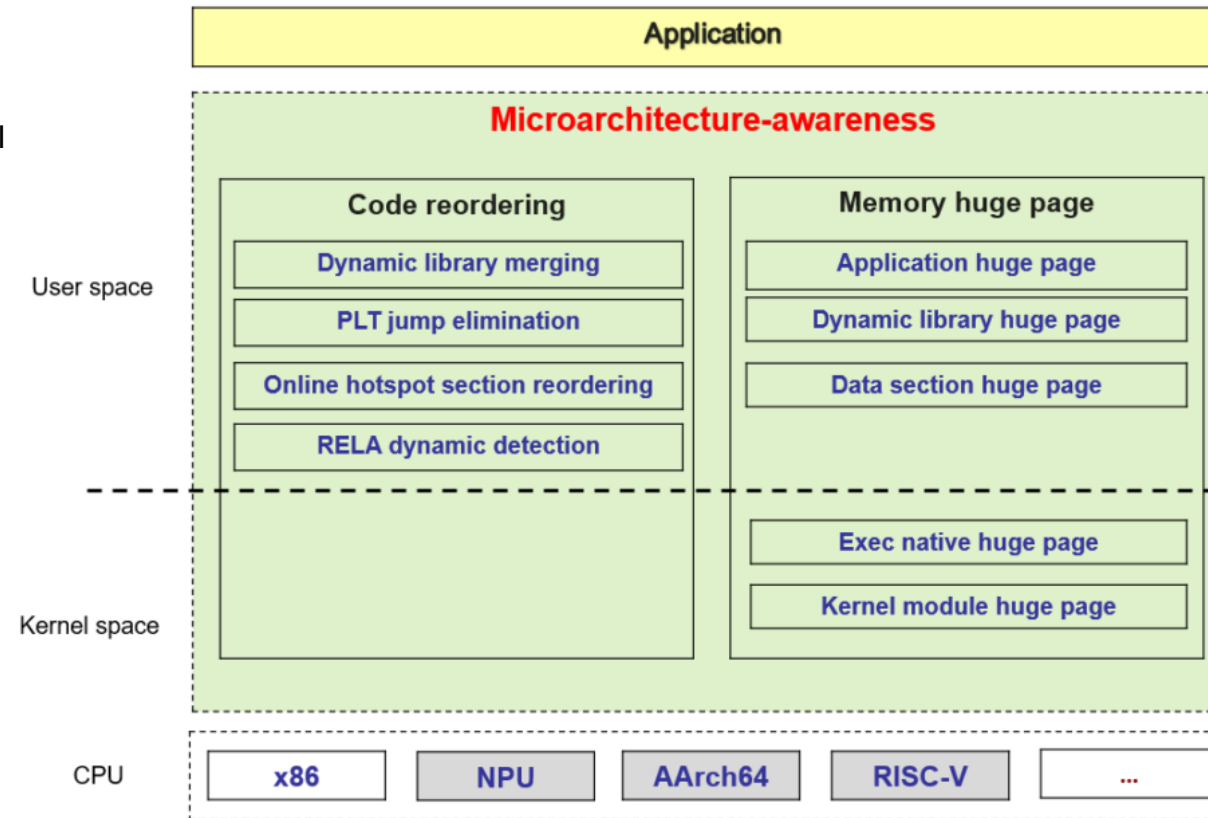 Application
Microarchitecture-awareness
Code reordering
Dynamic library merging
PLT jump elimination
Online hotspot section reordering
RELA dynamic detection
Memory huge page
Application huge page
Dynamic library huge page
Data section huge page
Exec native huge page
Kernel module huge page
User space
Kernel space
CPU
x86
NPU
AArch64
RISC-V
...